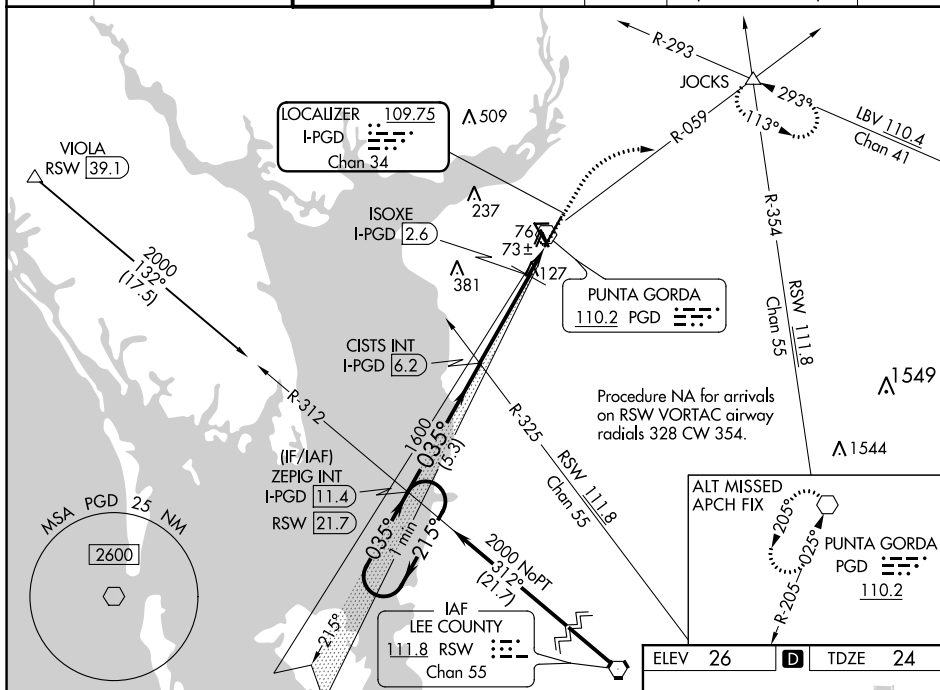 R-293
JOCKS
293°
113°
LBV 110.4
Chan 41
R-059
LOCALIZER 109.75
I-PGD
Chan 34
509
VIOLA
RSW 39.1
237
ISOXE
I-PGD 2.6
76
73±
127
381
2000
132°
(17.5)
PUNTA GORDA
110.2 PGD
R-354
RSW 111.8
Chan 55
CISTS INT
I-PGD 6.2
1549
Procedure NA for arrivals
on RSW VORTAC airway
radials 328 CW 354.
R-312
1600
035°
(5.3)
R-325
RSW 111.8
Chan 55
1544
(IF/IAF)
ZEPIG INT
I-PGD 11.4
RSW 21.7
035°
1 min
215°
ALT MISSED
APCH FIX
205°
025°
R-205
PUNTA GORDA
PGD
110.2
MSA PGD 25 NM
2600
2000 NoPT
312°
(21.7)
215°
IAF
LEE COUNTY
111.8 RSW
Chan 55
ELEV 26 D TDZE 24